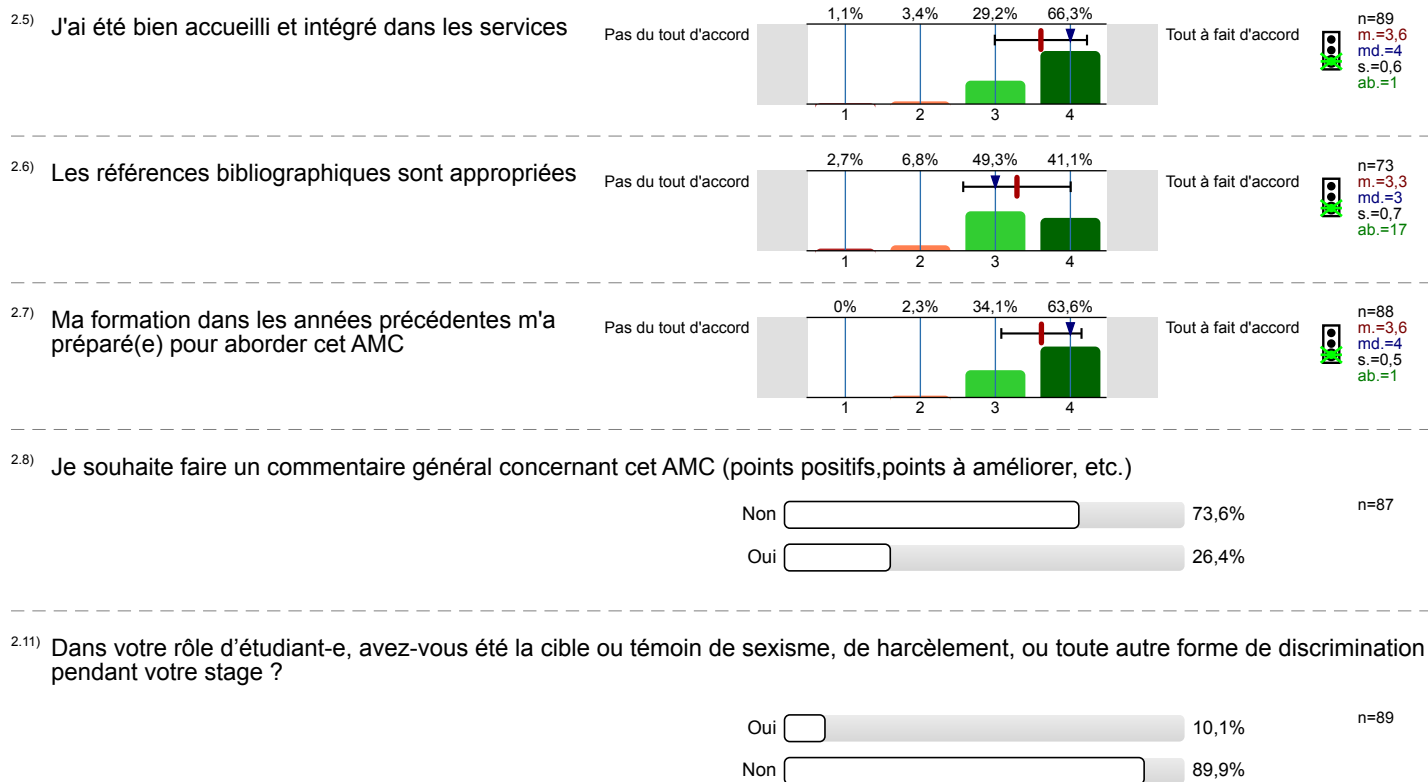 2.5) J'ai été bien accueilli et intégré dans les services
1,1% 3,4% 29,2% 66,3%
Pas du tout d'accord Tout à fait d'accord
1 2 3 4
n=89
m.=3,6
md.=4
s.=0,6
ab.=1
2.6) Les références bibliographiques sont appropriées
2,7% 6,8% 49,3% 41,1%
Pas du tout d'accord Tout à fait d'accord
1 2 3 4
n=73
m.=3,3
md.=3
s.=0,7
ab.=17
2.7) Ma formation dans les années précédentes m'a
préparé(e) pour aborder cet AMC
0% 2,3% 34,1% 63,6%
Pas du tout d'accord Tout à fait d'accord
1 2 3 4
n=88
m.=3,6
md.=4
s.=0,5
ab.=1
2.8) Je souhaite faire un commentaire général concernant cet AMC (points positifs,points à améliorer, etc.)
Non 73,6% n=87
Oui 26,4%
2.11) Dans votre rôle d'étudiant-e, avez-vous été la cible ou témoin de sexisme, de harcèlement, ou toute autre forme de discrimination
pendant votre stage ?
Oui 10,1% n=89
Non 89,9%